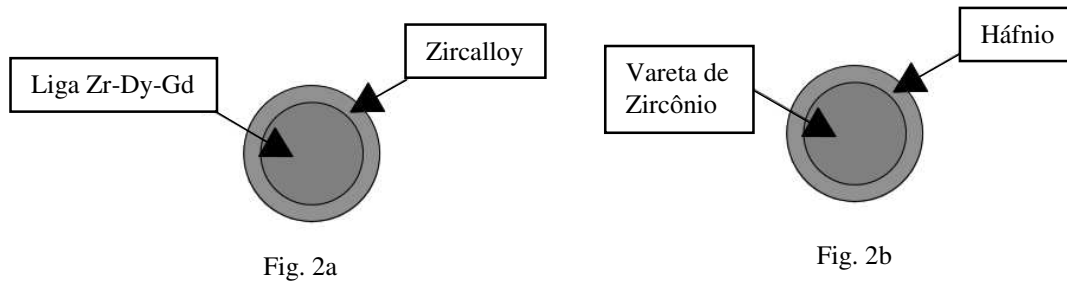 Liga Zr-Dy-Gd
Zircalloy
Fig. 2a
Vareta de
Zircônio
Háfnio
Fig. 2b